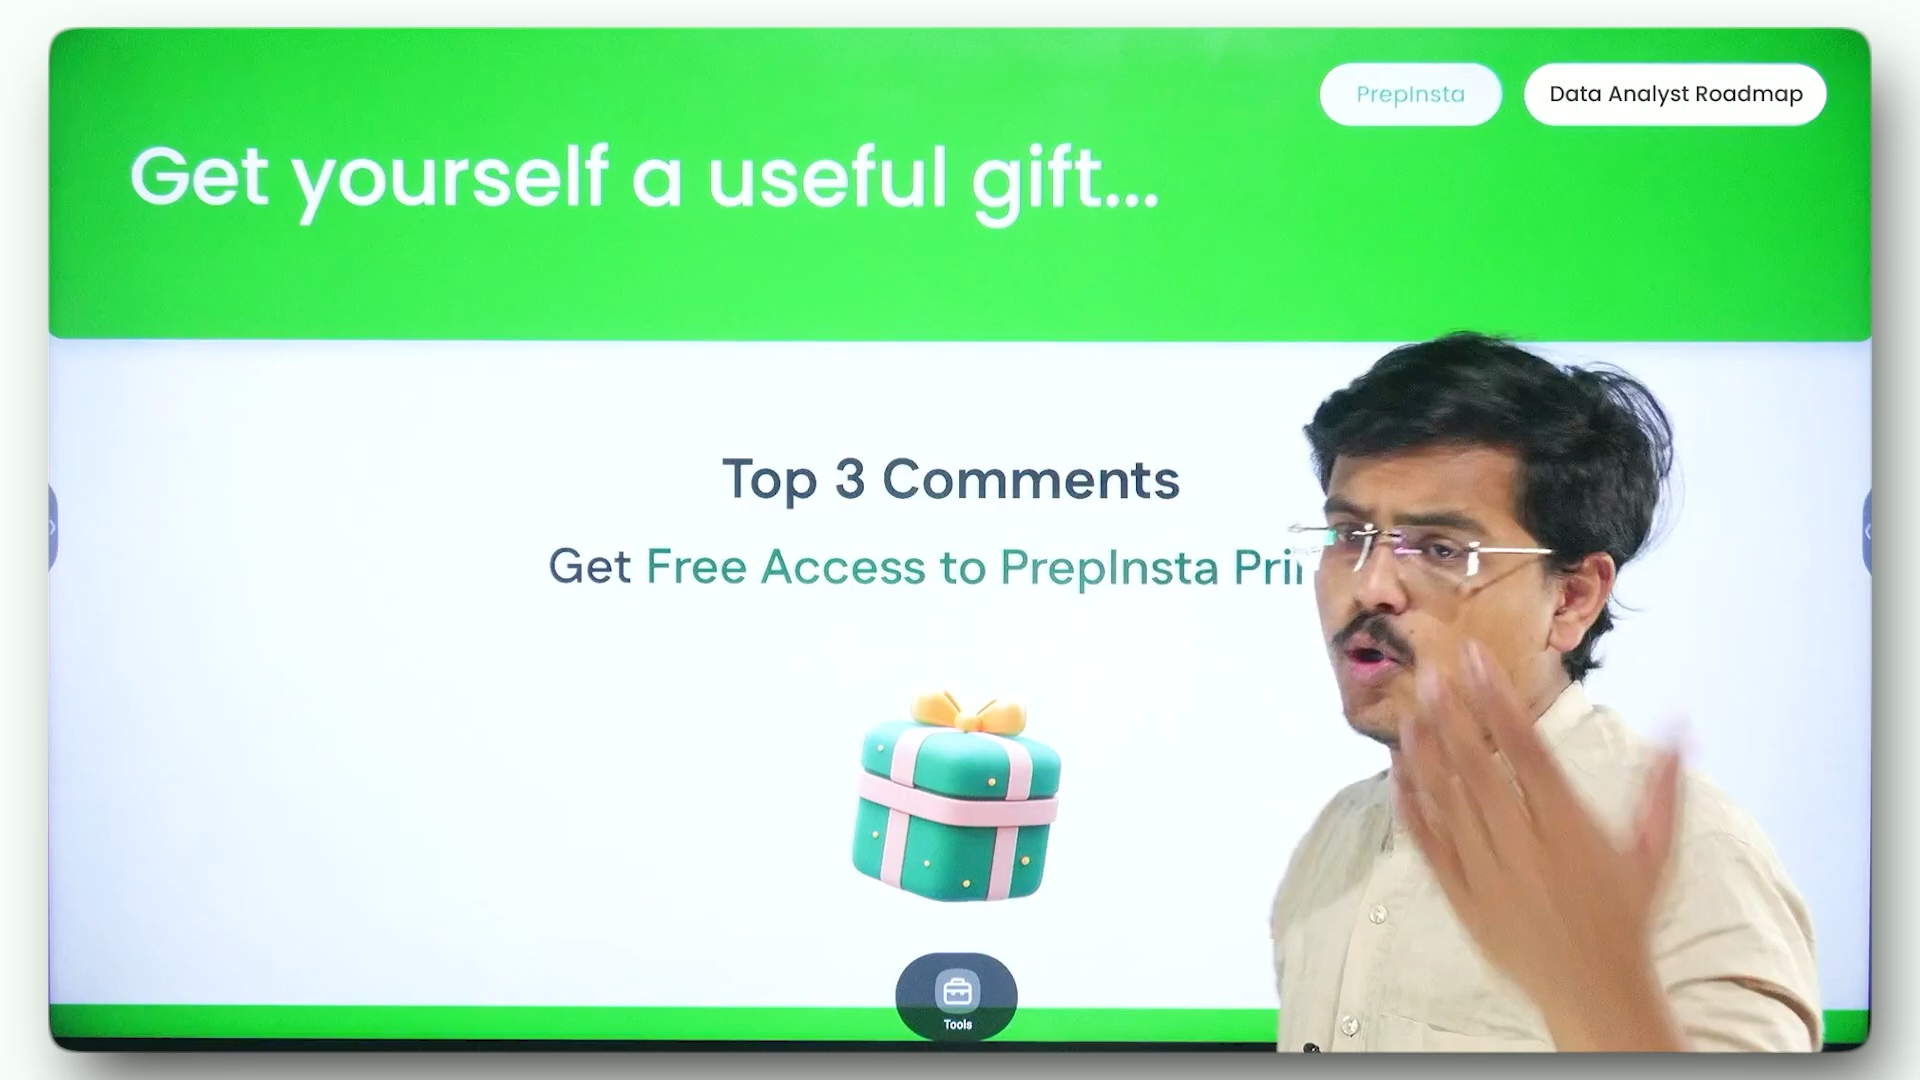 PrepInsta
Data Analyst Roadmap
Get yourself a useful gift...
Top 3 Comments
Get Free Access to PrepInsta
Tools